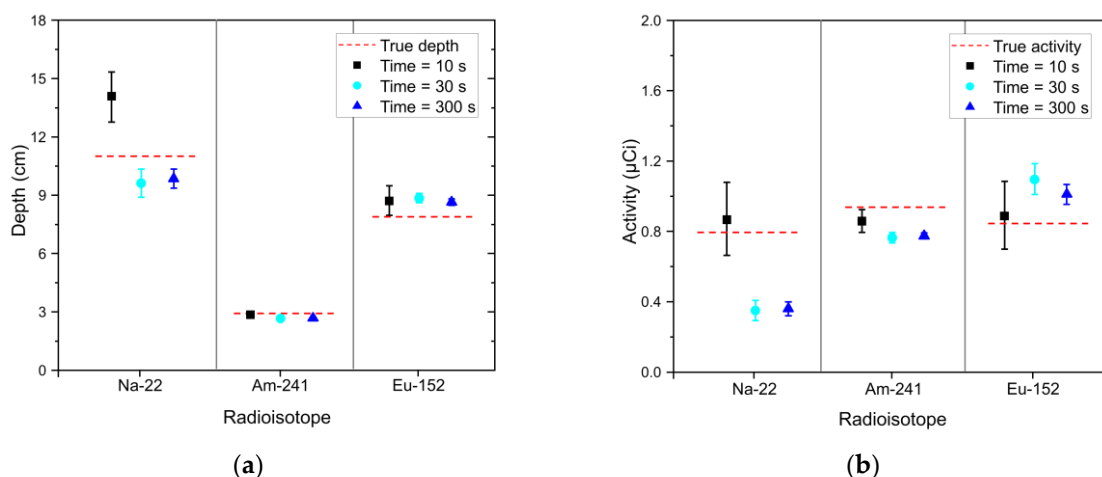 18
15
12
9
6
3
0
Depth (cm)
True depth
Time = 10 s
Time = 30 s
Time = 300 s
Na-22 Am-241 Eu-152
Radioisotope
(a)
2.0
1.6
1.2
0.8
0.4
0.0
Activity (μCi)
True activity
Time = 10 s
Time = 30 s
Time = 300 s
Na-22 Am-241 Eu-152
Radioisotope
(b)